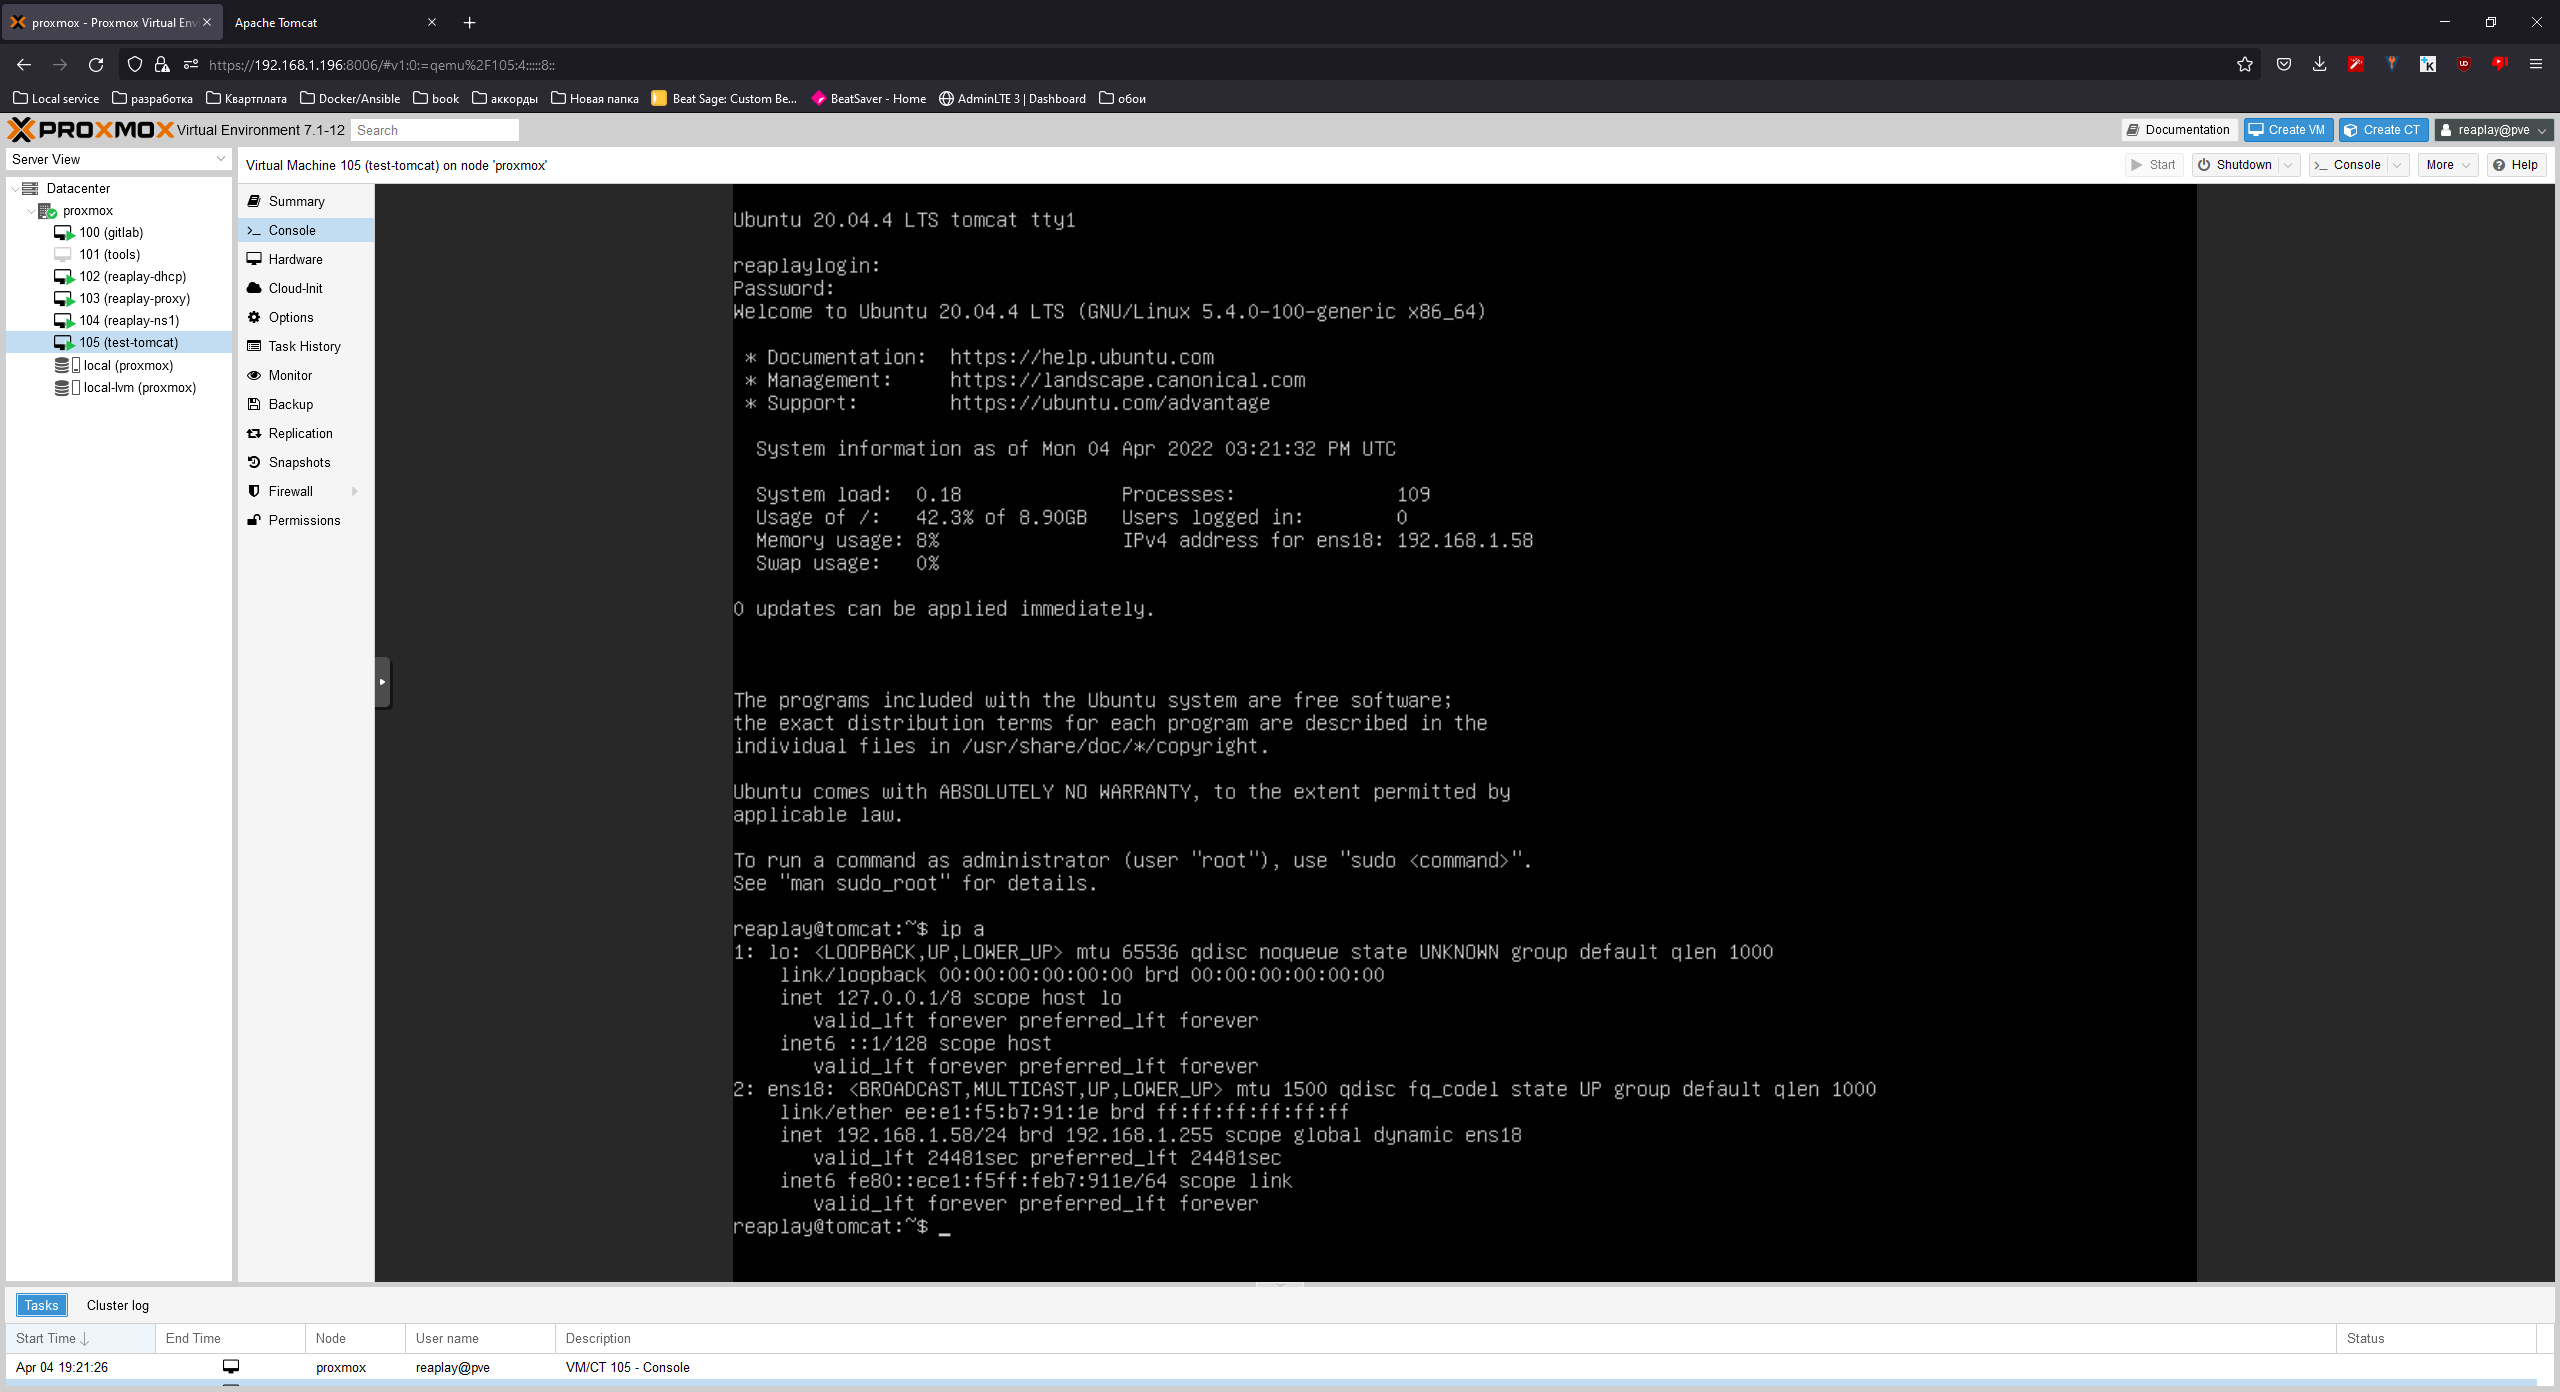 proxmox - Proxmox Virtual Envi
Apache Tomcat
https://192.168.1.196:8006/#v1:0:=qemu%2F105:4:::::8::
Local service
разработка
Квартплата
Docker/Ansible
book
аккорды
Новая папка
Beat Sage: Custom Be...
BeatSaver - Home
AdminLTE 3 | Dashboard
обои
PROXMOX Virtual Environment 7.1-12
Search
Documentation
Create VM
Create CT
reaplay@pve
Server View
Virtual Machine 105 (test-tomcat) on node 'proxmox'
Start
Shutdown
Console
More
Help
Datacenter
proxmox
100 (gitlab)
101 (tools)
102 (reaplay-dhcp)
103 (reaplay-proxy)
104 (reaplay-ns1)
105 (test-tomcat)
local (proxmox)
local-lvm (proxmox)
Summary
Console
Hardware
Cloud-Init
Options
Task History
Monitor
Backup
Replication
Snapshots
Firewall
Permissions
Ubuntu 20.04.4 LTS tomcat tty1
reaplaylogin:
Password:
Welcome to Ubuntu 20.04.4 LTS (GNU/Linux 5.4.0-100-generic x86_64)
* Documentation:  https://help.ubuntu.com
* Management:     https://landscape.canonical.com
* Support:        https://ubuntu.com/advantage
System information as of Mon 04 Apr 2022 03:21:32 PM UTC
System load:  0.18              Processes:              109
Usage of /:   42.3% of 8.90GB   Users logged in:        0
Memory usage: 8%                IPv4 address for ens18: 192.168.1.58
Swap usage:   0%
0 updates can be applied immediately.
The programs included with the Ubuntu system are free software;
the exact distribution terms for each program are described in the
individual files in /usr/share/doc/*/copyright.
Ubuntu comes with ABSOLUTELY NO WARRANTY, to the extent permitted by
applicable law.
To run a command as administrator (user "root"), use "sudo <command>".
See "man sudo_root" for details.
reaplay@tomcat:~$ ip a
1: lo: <LOOPBACK,UP,LOWER_UP> mtu 65536 qdisc noqueue state UNKNOWN group default qlen 1000
link/loopback 00:00:00:00:00:00 brd 00:00:00:00:00:00
inet 127.0.0.1/8 scope host lo
valid_lft forever preferred_lft forever
inet6 ::1/128 scope host
valid_lft forever preferred_lft forever
2: ens18: <BROADCAST,MULTICAST,UP,LOWER_UP> mtu 1500 qdisc fq_codel state UP group default qlen 1000
link/ether ee:e1:f5:b7:91:1e brd ff:ff:ff:ff:ff:ff
inet 192.168.1.58/24 brd 192.168.1.255 scope global dynamic ens18
valid_lft 24481sec preferred_lft 24481sec
inet6 fe80::ece1:f5ff:feb7:911e/64 scope link
valid_lft forever preferred_lft forever
reaplay@tomcat:~$ _
Tasks
Cluster log
Start Time
End Time
Node
User name
Description
Status
Apr 04 19:21:26
proxmox
reaplay@pve
VM/CT 105 - Console